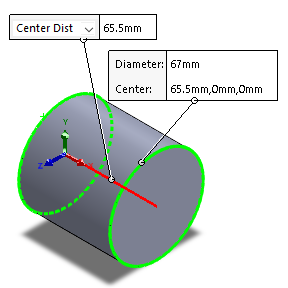 Center Dist 65.5mm
Diameter: 67mm
Center: 65.5mm,0mm,0mm
Y
Z